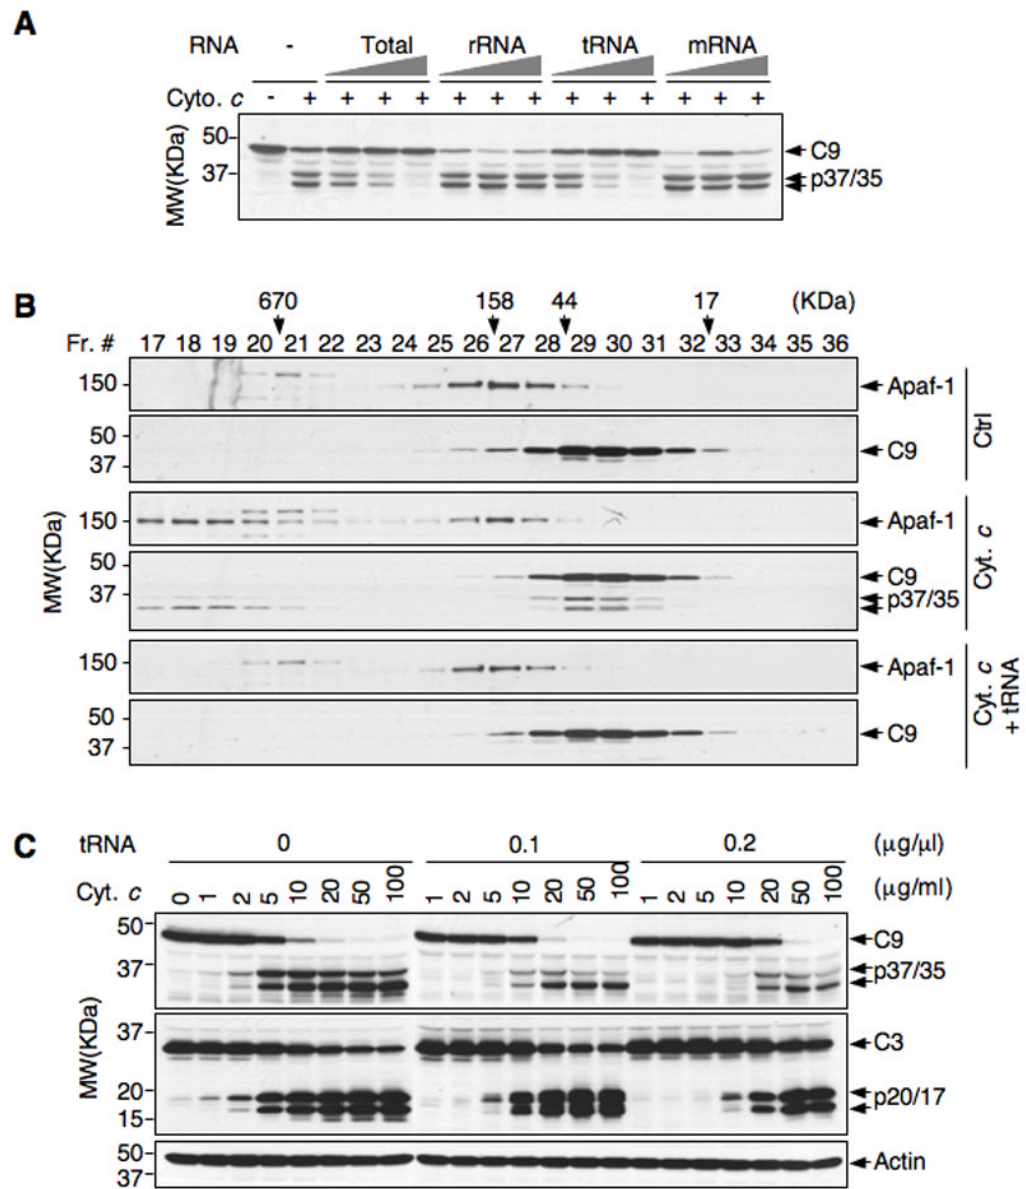 A
RNA - Total rRNA tRNA mRNA
Cyto. c - + + + + + + + + + + + + +
MW(KDa)
50
37
C9
p37/35
B
670 158 44 17 (KDa)
Fr. # 17 18 19 20 21 22 23 24 25 26 27 28 29 30 31 32 33 34 35 36
150 Apaf-1
50
37
C9
Ctrl
MW(KDa)
150 Apaf-1
50
37
C9
p37/35
Cyt. c
150 Apaf-1
50
37
C9
Cyt. c
+ tRNA
C
tRNA 0 0.1 0.2 (µg/µl)
Cyt. c 0 1 2 5 10 20 50 100 1 2 5 10 20 50 100 1 2 5 10 20 50 100 (µg/ml)
MW(KDa)
50
37
C9
p37/35
37
20
15
C3
p20/17
50
37
Actin